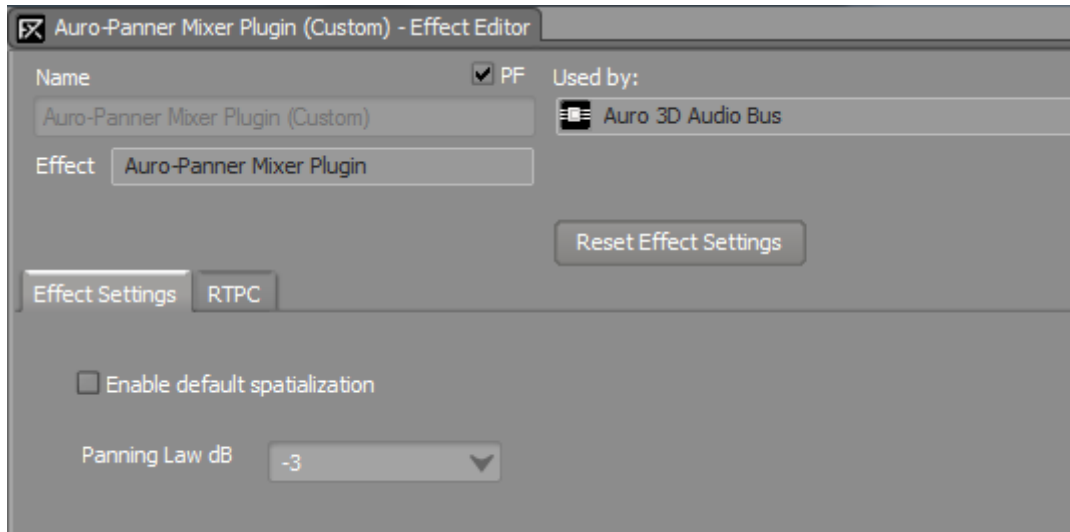 Auro-Panner Mixer Plugin (Custom) - Effect Editor
Name
PF
Used by:
Auro-Panner Mixer Plugin (Custom)
Auro 3D Audio Bus
Effect
Auro-Panner Mixer Plugin
Reset Effect Settings
Effect Settings
RTPC
Enable default spatialization
Panning Law dB
-3